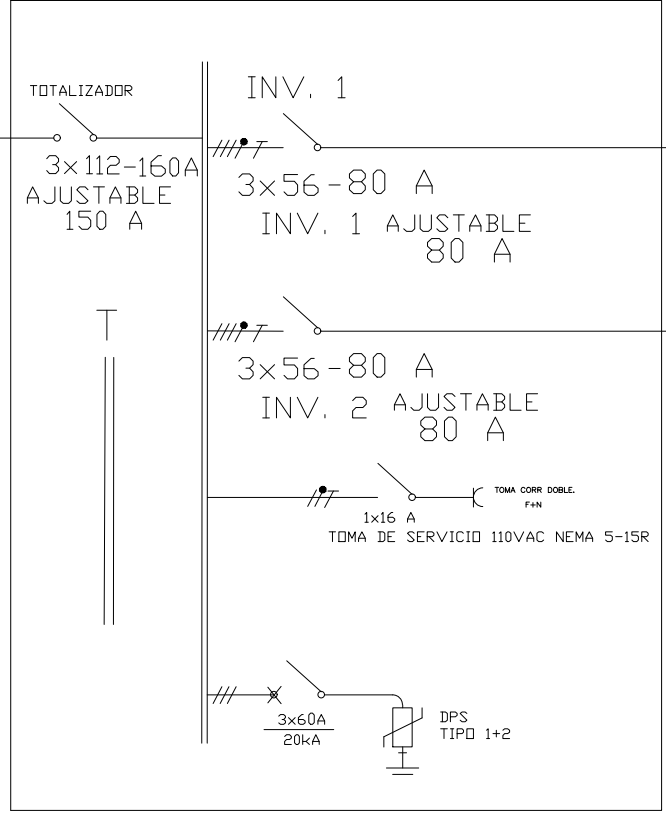 TOTALIZADOR
3x112-160A
AJUSTABLE
150 A
INV. 1
3x56-80 A
INV. 1 AJUSTABLE
80 A
T
3x56-80 A
INV. 2 AJUSTABLE
80 A
TOMA CORR DOBLE.
F+N
1x16 A
TOMA DE SERVICIO 110VAC NEMA 5-15R
3x60A
20kA
DPS
TIPO 1+2